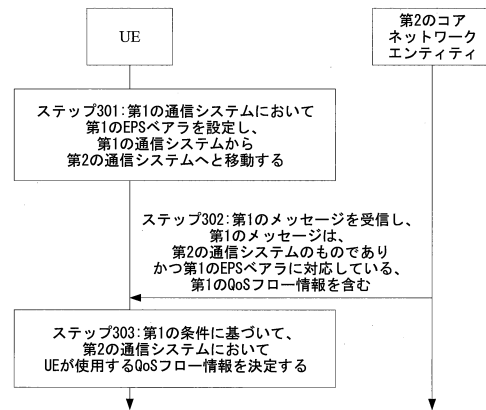 UE
第2のコア
ネットワーク
エンティティ
ステップ301:第1の通信システムにおいて
第1のEPSベアラを設定し、
第1の通信システムから
第2の通信システムへと移動する
ステップ302:第1のメッセージを受信し、
第1のメッセージは、
第2の通信システムのものであり
かつ第1のEPSベアラに対応している、
第1のQoSフロー情報を含む
ステップ303:第1の条件に基づいて、
第2の通信システムにおいて
UEが使用するQoSフロー情報を決定する